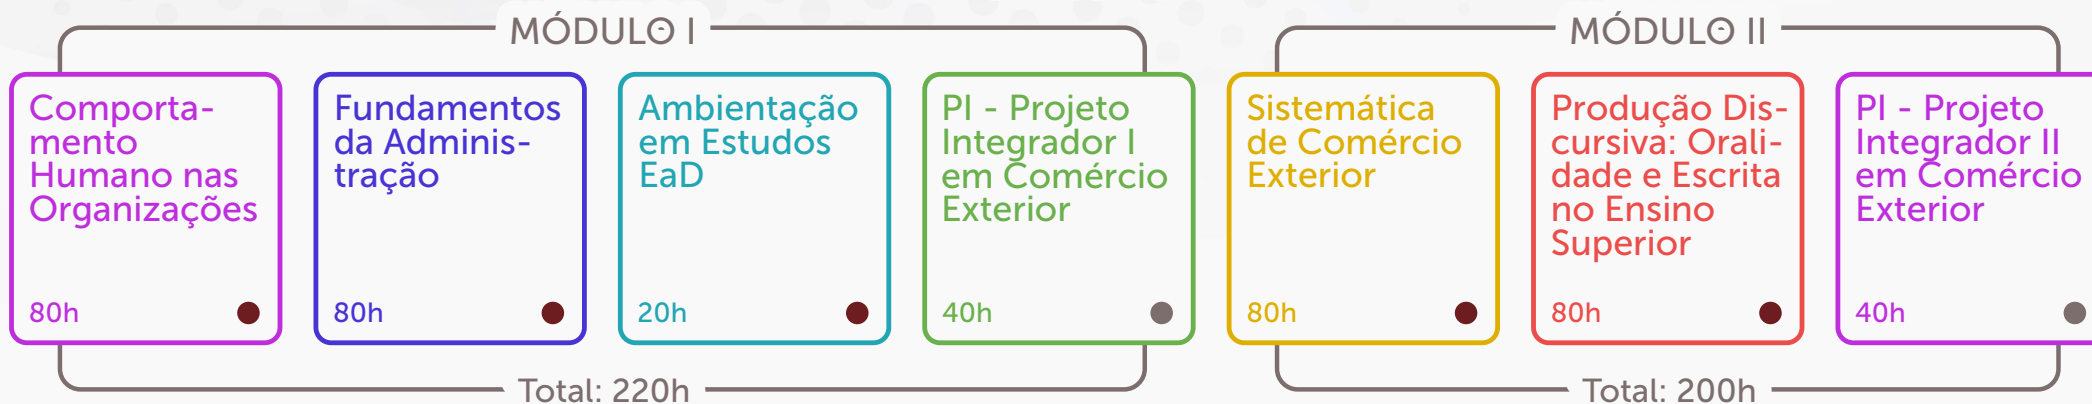 MÓDULO I
Comporta-
mento
Humano nas
Organizações
80h
Fundamentos
da Adminis-
tração
80h
Ambientação
em Estudos
EaD
20h
PI - Projeto
Integrador I
em Comércio
Exterior
40h
Total: 220h
MÓDULO II
Sistemática
de Comércio
Exterior
80h
Produção Dis-
cursiva: Orali-
dade e Escrita
no Ensino
Superior
80h
PI - Projeto
Integrador II
em Comércio
Exterior
40h
Total: 200h